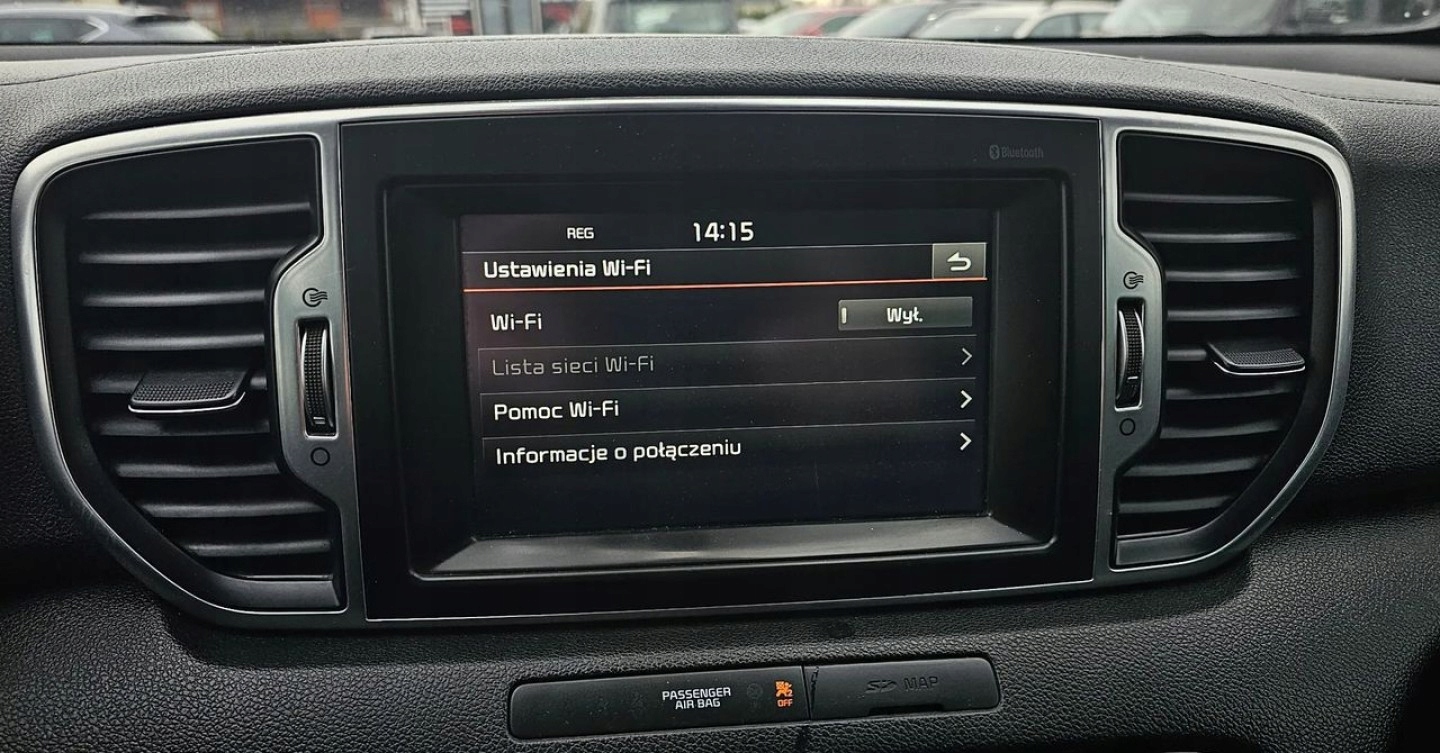 Bluetooth
REG 14:15
Ustawienia Wi-Fi
Wi-Fi Wył.
Lista sieci Wi-Fi
Pomoc Wi-Fi
Informacje o połączeniu
PASSENGER
AIR BAG
OFF
SD MAP